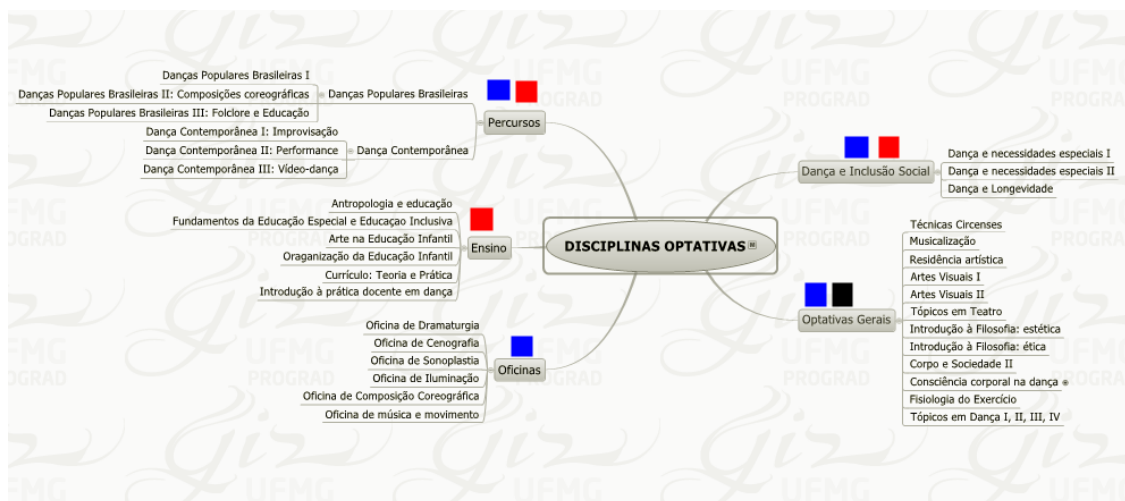 DISCIPLINAS OPTATIVAS
Percursos
Danças Populares Brasileiras
Danças Populares Brasileiras I
Danças Populares Brasileiras II: Composições coreográficas
Danças Populares Brasileiras III: Folclore e Educação
Dança Contemporânea
Dança Contemporânea I: Improvisação
Dança Contemporânea II: Performance
Dança Contemporânea III: Vídeo-dança
Ensino
Antropologia e educação
Fundamentos da Educação Especial e Educaçao Inclusiva
Arte na Educação Infantil
Oraganização da Educação Infantil
Currículo: Teoria e Prática
Introdução à prática docente em dança
Oficinas
Oficina de Dramaturgia
Oficina de Cenografia
Oficina de Sonoplastia
Oficina de Iluminação
Oficina de Composição Coreográfica
Oficina de música e movimento
Dança e Inclusão Social
Dança e necessidades especiais I
Dança e necessidades especiais II
Dança e Longevidade
Optativas Gerais
Técnicas Circenses
Musicalização
Residência artística
Artes Visuais I
Artes Visuais II
Tópicos em Teatro
Introdução à Filosofia: estética
Introdução à Filosofia: ética
Corpo e Sociedade II
Consciência corporal na dança
Fisiologia do Exercício
Tópicos em Dança I, II, III, IV
giz
UFMG
PROGRAD